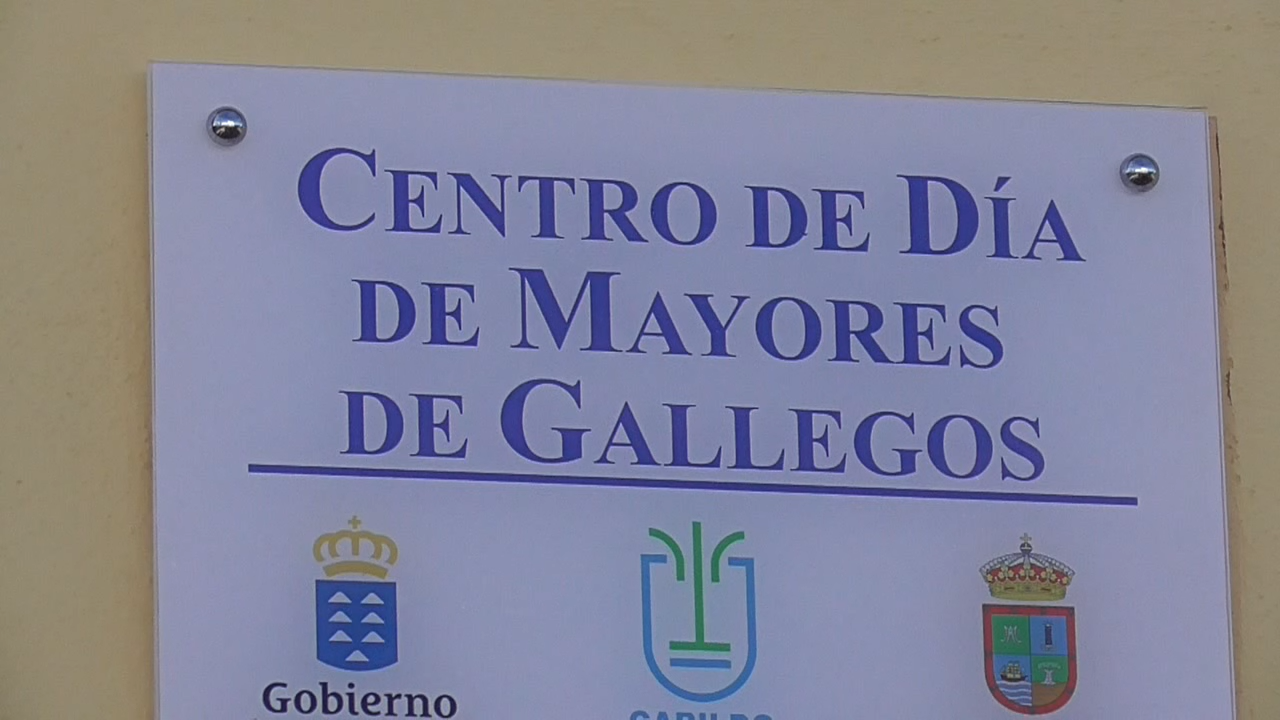 CENTRO DE DÍA
DE MAYORES
DE GALLEGOS
Gobierno
CABILDO